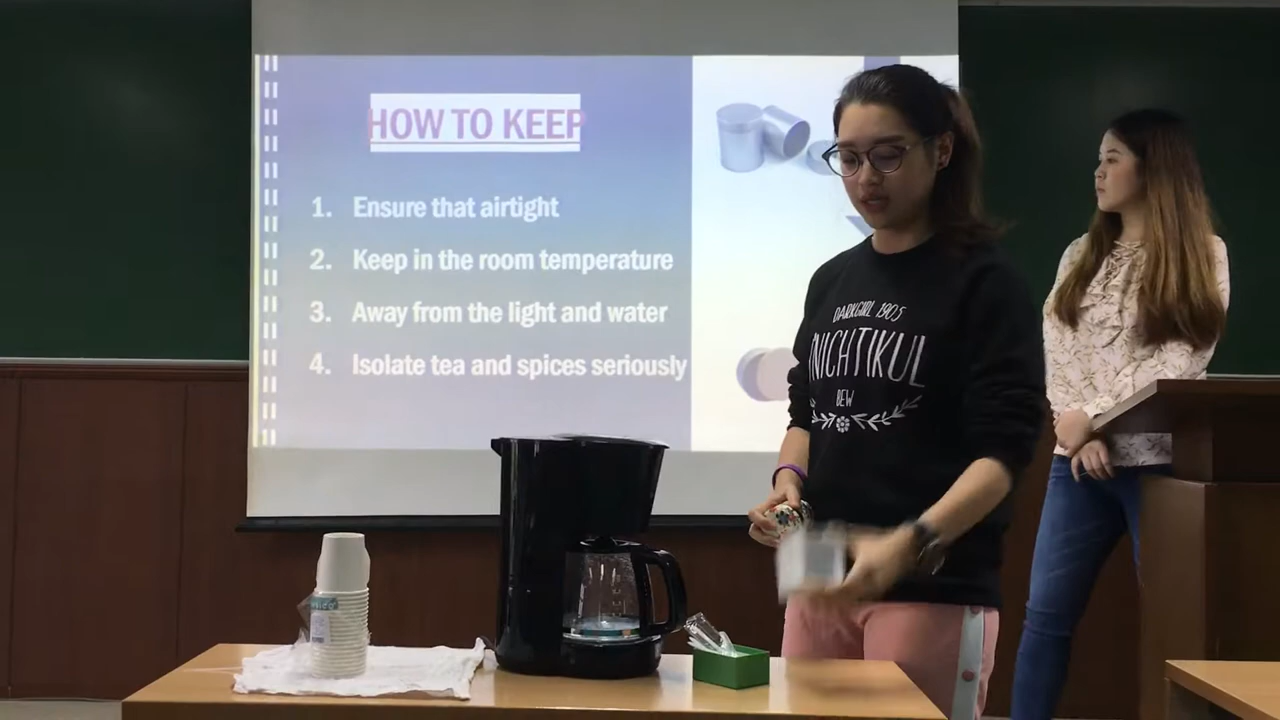 HOW TO KEEP
1. Ensure that airtight
2. Keep in the room temperature
3. Away from the light and water
4. Isolate tea and spices seriously
DARKGIRL 1905
NICHTIKUL
BEW